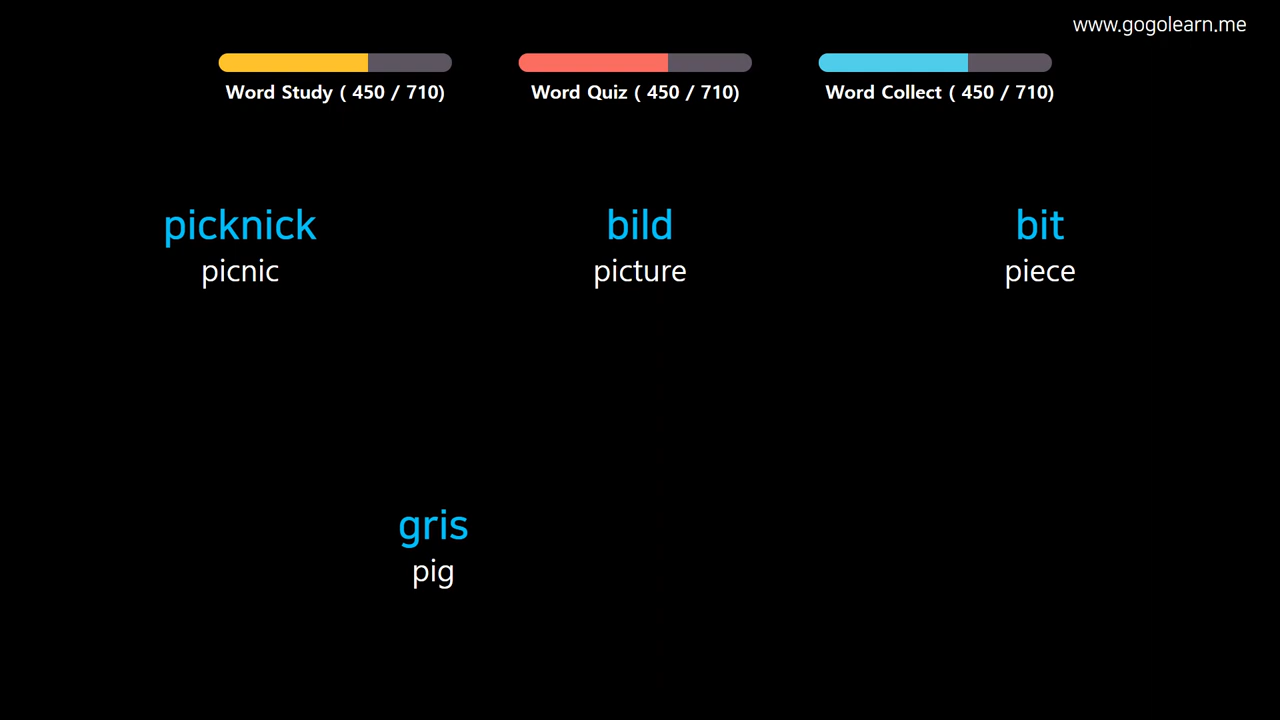 www.gogolearn.me
Word Study ( 450 / 710)
Word Quiz ( 450 / 710)
Word Collect ( 450 / 710)
picknick
picnic
bild
picture
bit
piece
gris
pig